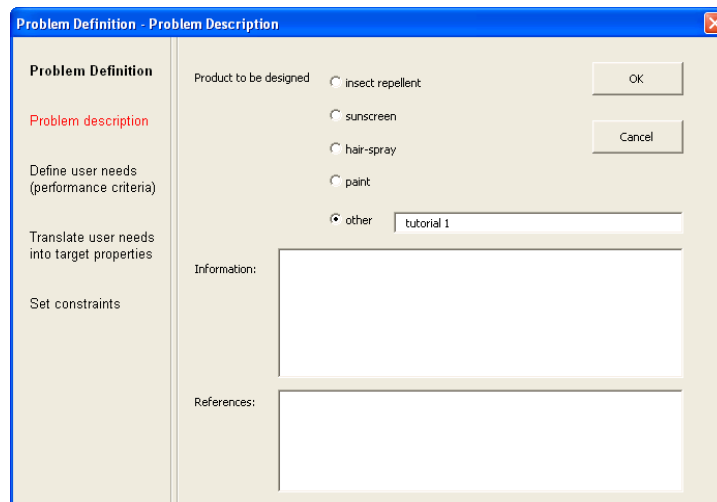 Problem Definition - Problem Description
Problem Definition
Problem description
Define user needs
(performance criteria)
Translate user needs
into target properties
Set constraints
Product to be designed
insect repellent
sunscreen
hair-spray
paint
other
tutorial 1
OK
Cancel
Information:
References: